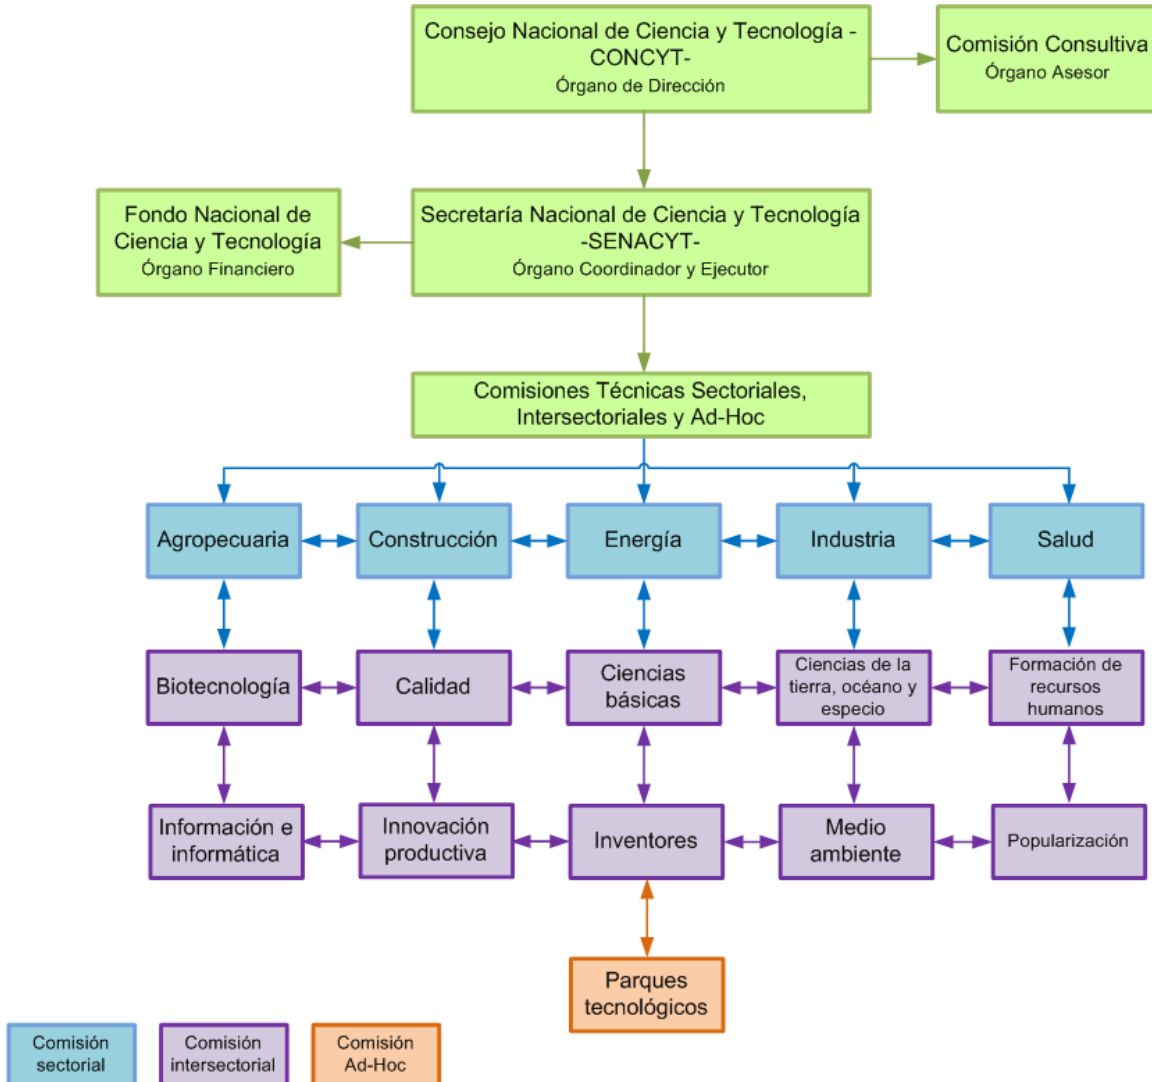 Consejo Nacional de Ciencia y Tecnología -
CONCYT-
Órgano de Dirección
Comisión Consultiva
Órgano Asesor
Fondo Nacional de
Ciencia y Tecnología
Órgano Financiero
Secretaría Nacional de Ciencia y Tecnología
-SENACYT-
Órgano Coordinador y Ejecutor
Comisiones Técnicas Sectoriales,
Intersectoriales y Ad-Hoc
Agropecuaria
Construcción
Energía
Industria
Salud
Biotecnología
Calidad
Ciencias
básicas
Ciencias de la
tierra, océano y
especio
Formación de
recursos
humanos
Información e
informática
Innovación
productiva
Inventores
Medio
ambiente
Popularización
Parques
tecnológicos
Comisión
sectorial
Comisión
intersectorial
Comisión
Ad-Hoc